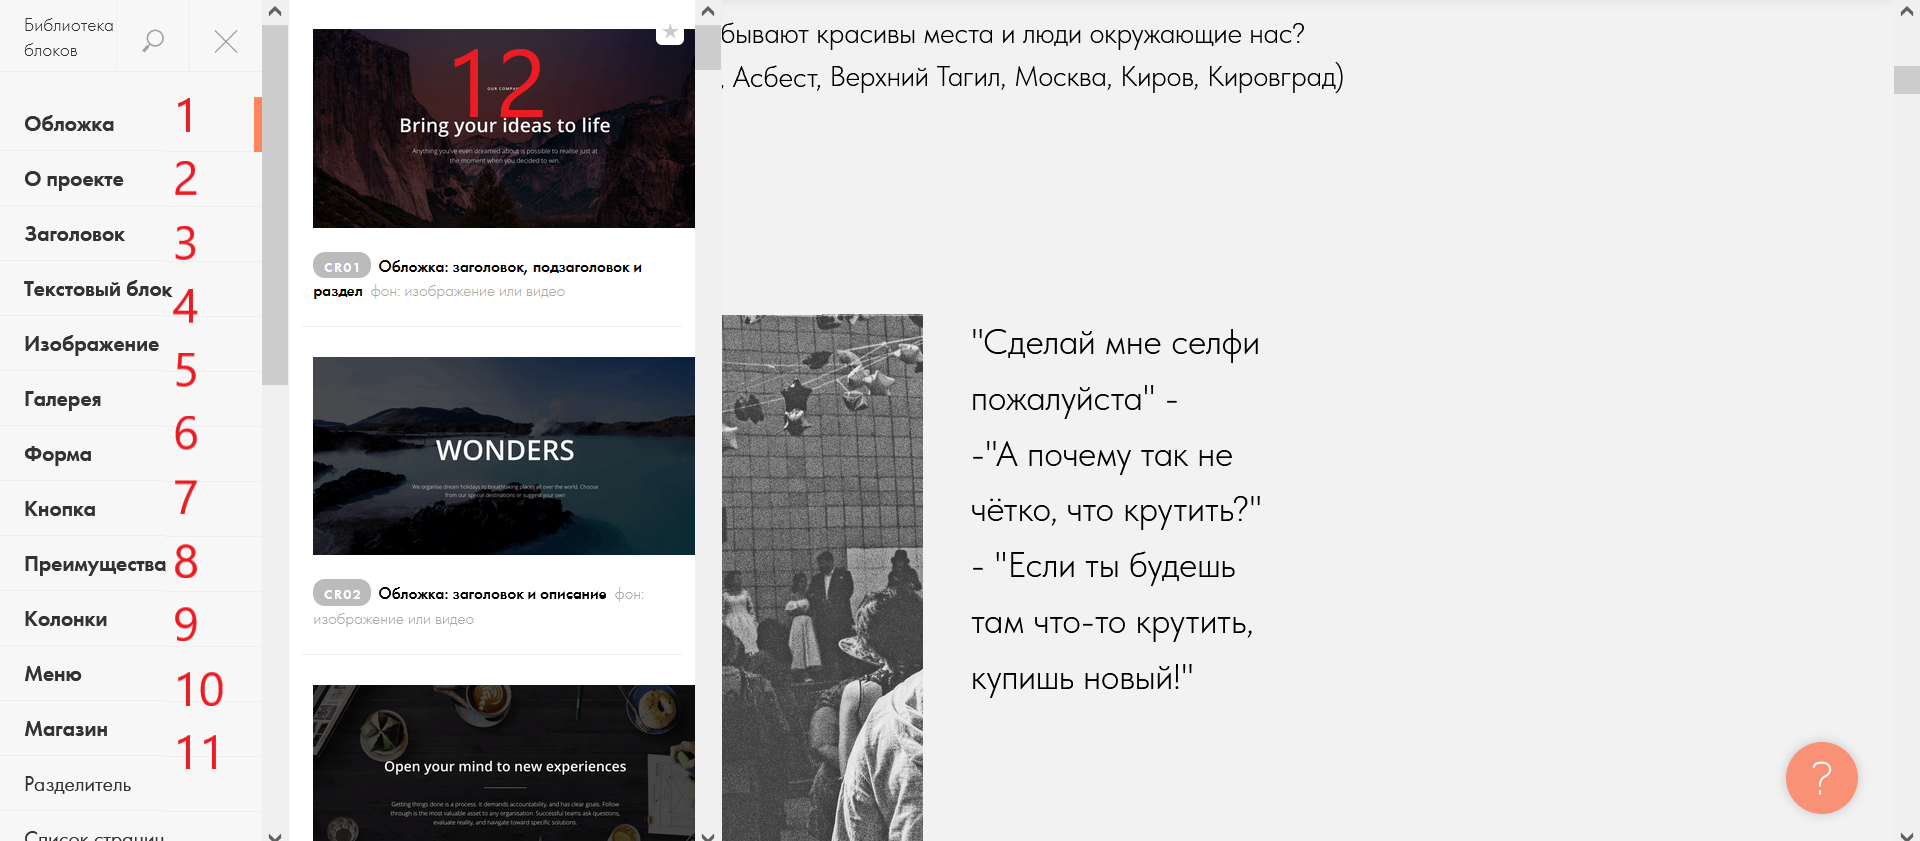 Библиотека
блоков
Обложка 1
О проекте 2
Заголовок 3
Текстовый блок 4
Изображение 5
Галерея 6
Форма 7
Кнопка 8
Преимущества 9
Колонки 10
Меню 11
Магазин
Разделитель
Список страниц
12
OUR COMPANY
Bring your ideas to life
Anything you've even dreamed about is possible to realise just at
the moment when you decided to win.
CR01 Обложка: заголовок, подзаголовок и
раздел фон: изображение или видео
WONDERS
We organise dream holidays to breathtaking places all over the world. Choose
from our special destinations or suggest your own
CR02 Обложка: заголовок и описание фон:
изображение или видео
Open your mind to new experiences
Getting things done is a process. It demands accountability, and has clear goals. Follow
through is the most valuable asset to any organisation. Successful teams ask questions,
evaluate reality, and navigate toward specific solutions.
бывают красивы места и люди окружающие нас?
, Асбест, Верхний Тагил, Москва, Киров, Кировград)
"Сделай мне селфи
пожалуйста" -
-"А почему так не
чётко, что крутить?"
- "Если ты будешь
там что-то крутить,
купишь новый!"
?